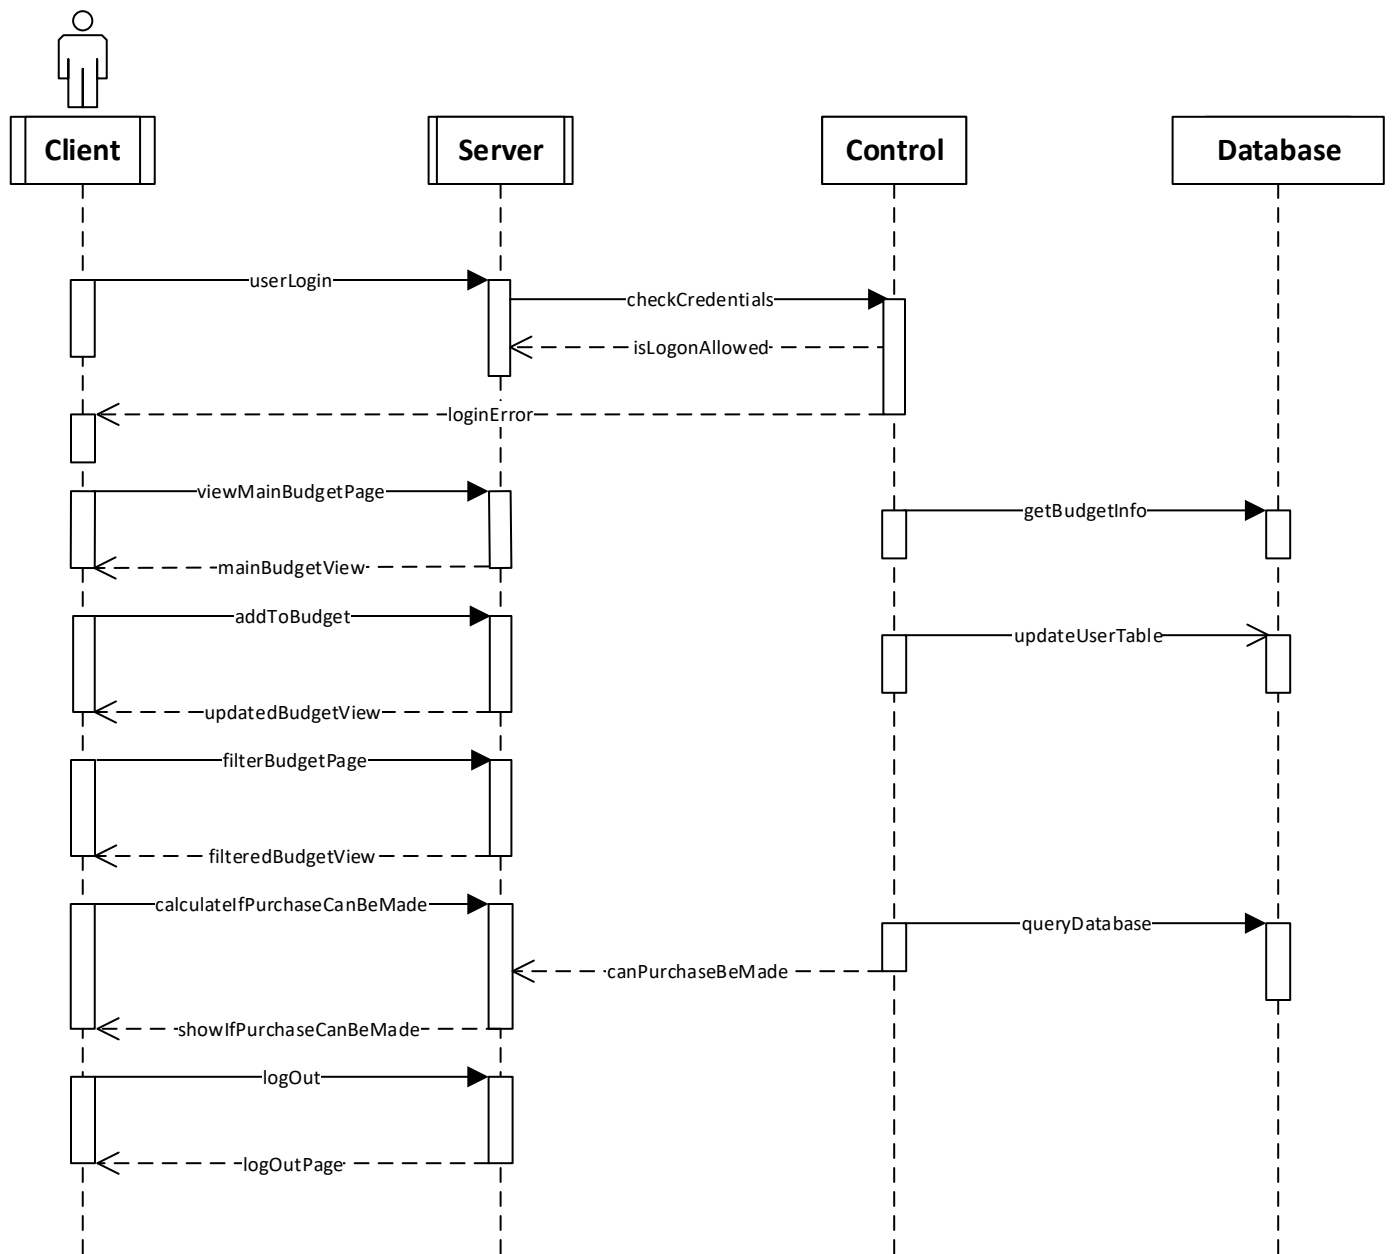 Client
Server
Control
Database
userLogin
checkCredentials
isLogonAllowed
loginError
viewMainBudgetPage
getBudgetInfo
mainBudgetView
addToBudget
updateUserTable
updatedBudgetView
filterBudgetPage
filteredBudgetView
calculateIfPurchaseCanBeMade
queryDatabase
canPurchaseBeMade
showIfPurchaseCanBeMade
logOut
logOutPage